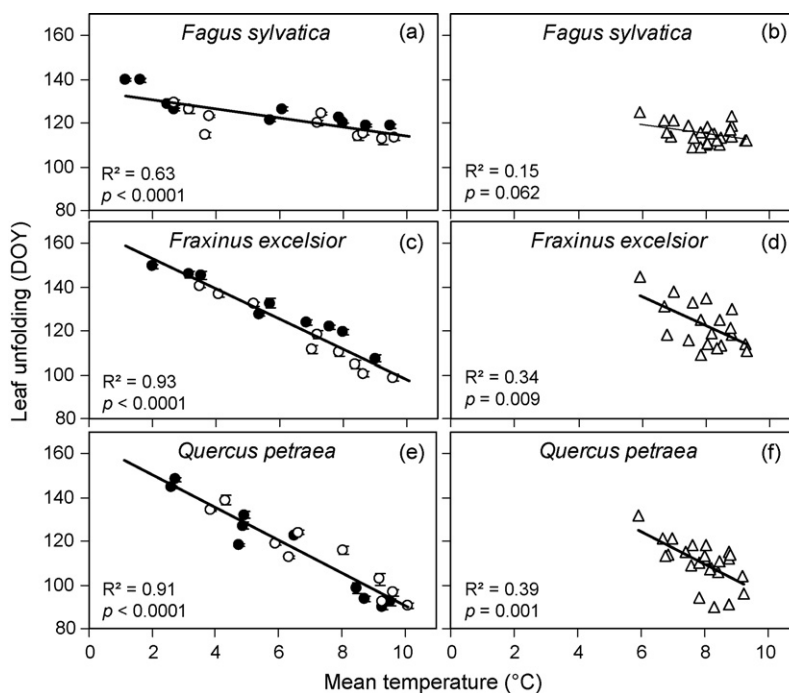 Fagus sylvatica (a)
Fagus sylvatica (b)
160
140
120
100
80
R² = 0.63
p < 0.0001
R² = 0.15
p = 0.062
Fraxinus excelsior (c)
Fraxinus excelsior (d)
160
140
120
100
80
R² = 0.93
p < 0.0001
R² = 0.34
p = 0.009
Quercus petraea (e)
Quercus petraea (f)
160
140
120
100
80
R² = 0.91
p < 0.0001
R² = 0.39
p = 0.001
Leaf unfolding (DOY)
0 2 4 6 8 10
0 2 4 6 8 10
Mean temperature (°C)